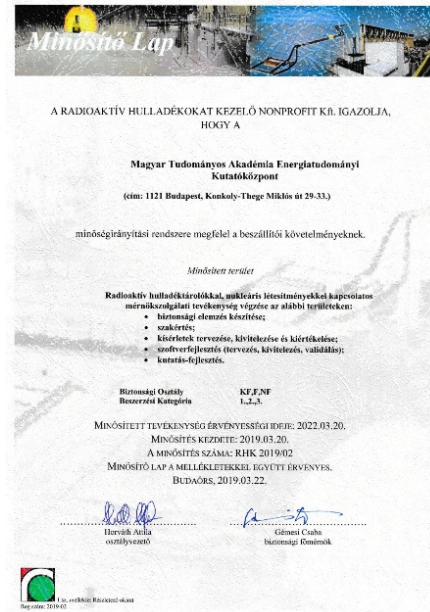 Minősítő Lap
A RADIOAKTÍV HULLADÉKOKAT KEZELŐ NONPROFIT Kft. IGAZOLJA,
HOGY A
Magyar Tudományos Akadémia Energiatudományi
Kutatóközpont
(cím: 1121 Budapest, Konkoly-Thege Miklós út 29-33.)
minőségirányítási rendszere megfelel a beszállítói követelményeknek.
Minősített terület
Radioaktív hulladéktárolókkal, nukleáris létesítményekkel kapcsolatos
mérnökszolgálati tevékenység végzése az alábbi területeken:
• biztonsági elemzés készítése;
• szakértés;
• kísérletek tervezése, kivitelezése és kiértékelése;
• szoftverfejlesztés (tervezés, kivitelezés, validálás);
• kutatás-fejlesztés.
Biztonsági Osztály KF,F,NF
Beszerzési Kategória 1.,2.,3.
MINŐSÍTETT TEVÉKENYSÉG ÉRVÉNYESSÉGI IDEJE: 2022.03.20.
MINŐSÍTÉS KEZDETE: 2019.03.20.
A MINŐSÍTÉS SZÁMA: RHK 2019/02
MINŐSÍTŐ LAP A MELLÉKLETEKKEL EGYÜTT ÉRVÉNYES.
BUDAÖRS, 2019.03.22.
Horváth Attila
osztályvezető
Gémesi Csaba
biztonsági főmérnök